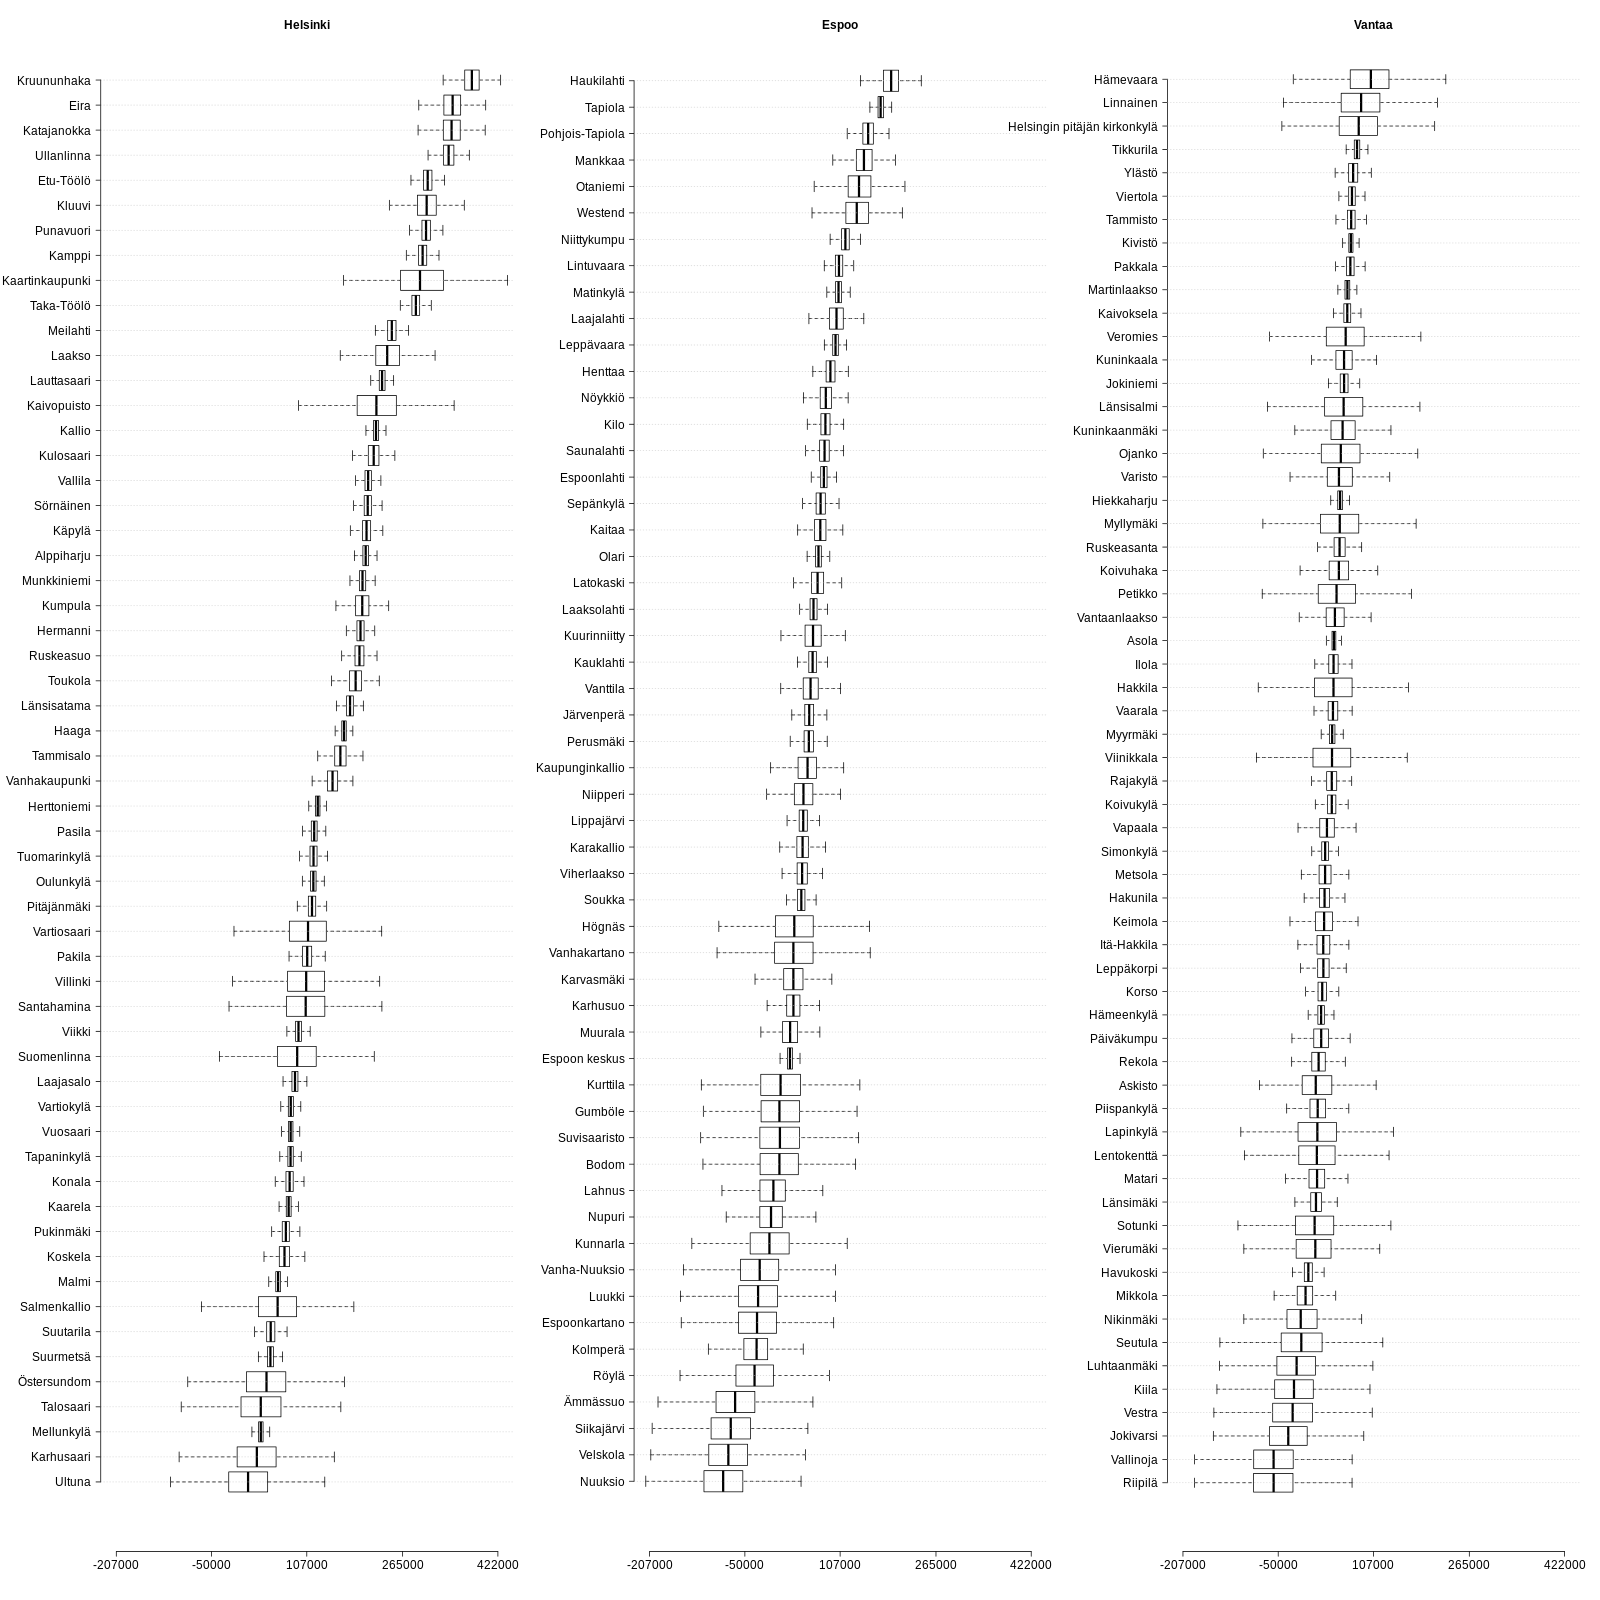 Helsinki
Kruununhaka
Eira
Katajanokka
Ullanlinna
Etu-Töölö
Kluuvi
Punavuori
Kamppi
Kaartinkaupunki
Taka-Töölö
Meilahti
Laakso
Lauttasaari
Kaivopuisto
Kallio
Kulosaari
Vallila
Sörnäinen
Käpylä
Alppiharju
Munkkiniemi
Kumpula
Hermanni
Ruskeasuo
Toukola
Länsisatama
Haaga
Tammisalo
Vanhakaupunki
Herttoniemi
Pasila
Tuomarinkylä
Oulunkylä
Pitäjänmäki
Vartiosaari
Pakila
Villinki
Santahamina
Viikki
Suomenlinna
Laajasalo
Vartiokylä
Vuosaari
Tapaninkylä
Konala
Kaarela
Pukinmäki
Koskela
Malmi
Salmenkallio
Suutarila
Suurmetsä
Östersundom
Talosaari
Mellunkylä
Karhusaari
Ultuna
-207000 -50000 107000 265000 422000
Espoo
Haukilahti
Tapiola
Pohjois-Tapiola
Mankkaa
Otaniemi
Westend
Niittykumpu
Lintuvaara
Matinkylä
Laajalahti
Leppävaara
Henttaa
Nöykkiö
Kilo
Saunalahti
Espoonlahti
Sepänkylä
Kaitaa
Olari
Latokaski
Laaksolahti
Kuurinniitty
Kauklahti
Vanttila
Järvenperä
Perusmäki
Kaupunginkallio
Niipperi
Lippajärvi
Karakallio
Viherlaakso
Soukka
Högnäs
Vanhakartano
Karvasmäki
Karhusuo
Muurala
Espoon keskus
Kurttila
Gumböle
Suvisaaristo
Bodom
Lahnus
Nupuri
Kunnarla
Vanha-Nuuksio
Luukki
Espoonkartano
Kolmperä
Röylä
Ämmässuo
Siikajärvi
Velskola
Nuuksio
-207000 -50000 107000 265000 422000
Vantaa
Hämevaara
Linnainen
Helsingin pitäjän kirkonkylä
Tikkurila
Ylästö
Viertola
Tammisto
Kivistö
Pakkala
Martinlaakso
Kaivoksela
Veromies
Kuninkaala
Jokiniemi
Länsisalmi
Kuninkaanmäki
Ojanko
Varisto
Hiekkaharju
Myllymäki
Ruskeasanta
Koivuhaka
Petikko
Vantaanlaakso
Asola
Ilola
Hakkila
Vaarala
Myyrmäki
Viinikkala
Rajakylä
Koivukylä
Vapaala
Simonkylä
Metsola
Hakunila
Keimola
Itä-Hakkila
Leppäkorpi
Korso
Hämeenkylä
Päiväkumpu
Rekola
Askisto
Piispankylä
Lapinkylä
Lentokenttä
Matari
Länsimäki
Sotunki
Vierumäki
Havukoski
Mikkola
Nikinmäki
Seutula
Luhtaanmäki
Kiila
Vestra
Jokivarsi
Vallinoja
Riipilä
-207000 -50000 107000 265000 422000